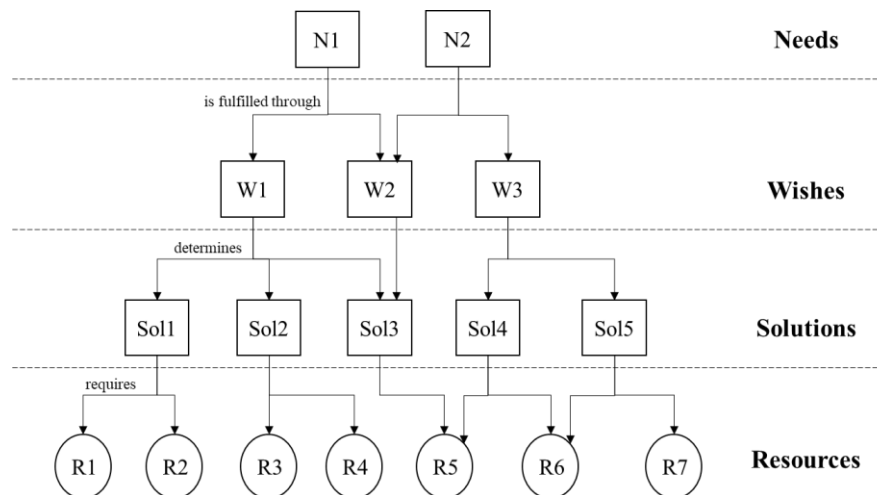 N1 N2 Needs
is fulfilled through
W1 W2 W3 Wishes
determines
Sol1 Sol2 Sol3 Sol4 Sol5 Solutions
requires
R1 R2 R3 R4 R5 R6 R7 Resources